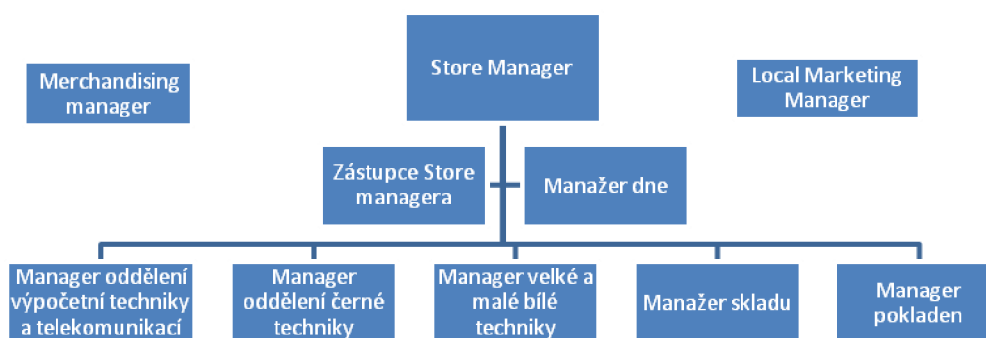 Merchandising
manager
Store Manager
Local Marketing
Manager
Zástupce Store
managera
Manažer dne
Manager oddělení
výpočetní techniky
a telekomunikací
Manager
oddělení černé
techniky
Manager velké a
malé bílé
techniky
Manažer skladu
Manager
pokladen